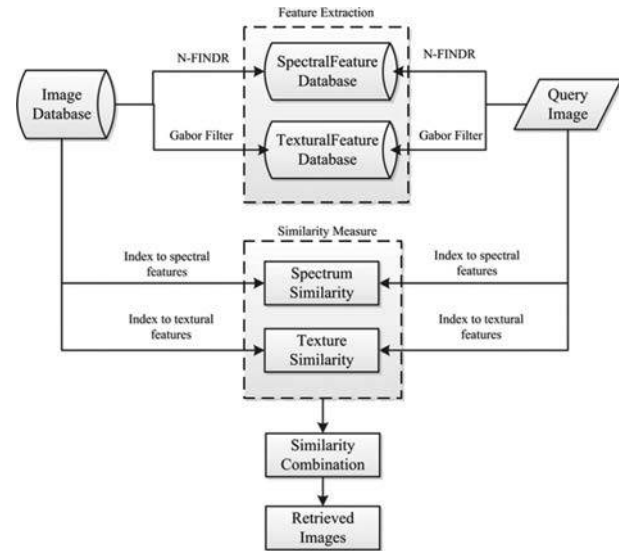 Feature Extraction
N-FINDR
SpectralFeature
Database
N-FINDR
Image
Database
Query
Image
Gabor Filter
TexturalFeature
Database
Gabor Filter
Similarity Measure
Index to spectral
features
Spectrum
Similarity
Index to spectral
features
Index to textural
features
Texture
Similarity
Index to textural
features
Similarity
Combination
Retrieved
Images